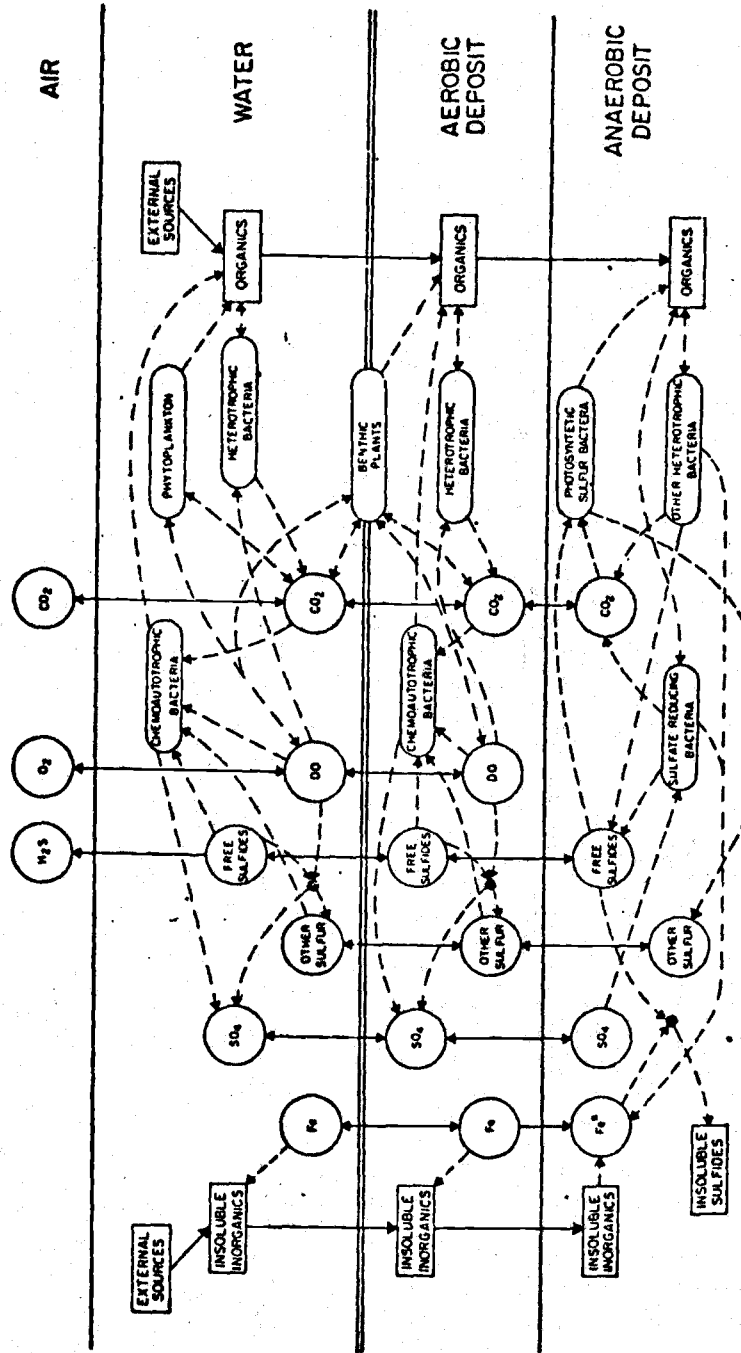 AIR
H2S
O2
CO2
WATER
EXTERNAL
SOURCES
INSOLUBLE
INORGANICS
Fe
SO4
OTHER
SULFUR
FREE
SULFIDES
DO
CHEMOAUTOTROPHIC
BACTERIA
CO2
PHYTOPLANKTON
HETEROTROPHIC
BACTERIA
EXTERNAL
SOURCES
ORGANICS
BENTHIC
PLANTS
AEROBIC
DEPOSIT
INSOLUBLE
INORGANICS
Fe
SO4
OTHER
SULFUR
FREE
SULFIDES
DO
CHEMOAUTOTROPHIC
BACTERIA
CO2
HETEROTROPHIC
BACTERIA
ORGANICS
ANAEROBIC
DEPOSIT
INSOLUBLE
INORGANICS
INSOLUBLE
SULFIDES
SO4
OTHER
SULFUR
FREE
SULFIDES
SULFATE REDUCING
BACTERIA
CO2
PHOTOSYNTETIC
SULFUR BACTERIA
OTHER HETEROTROPHIC
BACTERIA
ORGANICS